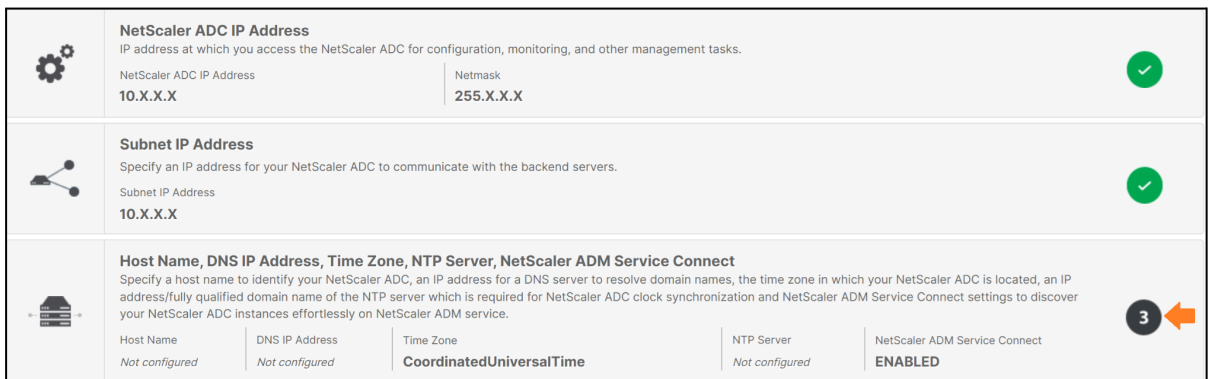 NetScaler ADC IP Address
IP address at which you access the NetScaler ADC for configuration, monitoring, and other management tasks.
NetScaler ADC IP Address Netmask
10.X.X.X 255.X.X.X
Subnet IP Address
Specify an IP address for your NetScaler ADC to communicate with the backend servers.
Subnet IP Address
10.X.X.X
Host Name, DNS IP Address, Time Zone, NTP Server, NetScaler ADM Service Connect
Specify a host name to identify your NetScaler ADC, an IP address for a DNS server to resolve domain names, the time zone in which your NetScaler ADC is located, an IP
address/fully qualified domain name of the NTP server which is required for NetScaler ADC clock synchronization and NetScaler ADM Service Connect settings to discover
your NetScaler ADC instances effortlessly on NetScaler ADM service.
3
Host Name DNS IP Address Time Zone NTP Server NetScaler ADM Service Connect
Not configured Not configured CoordinatedUniversalTime Not configured ENABLED